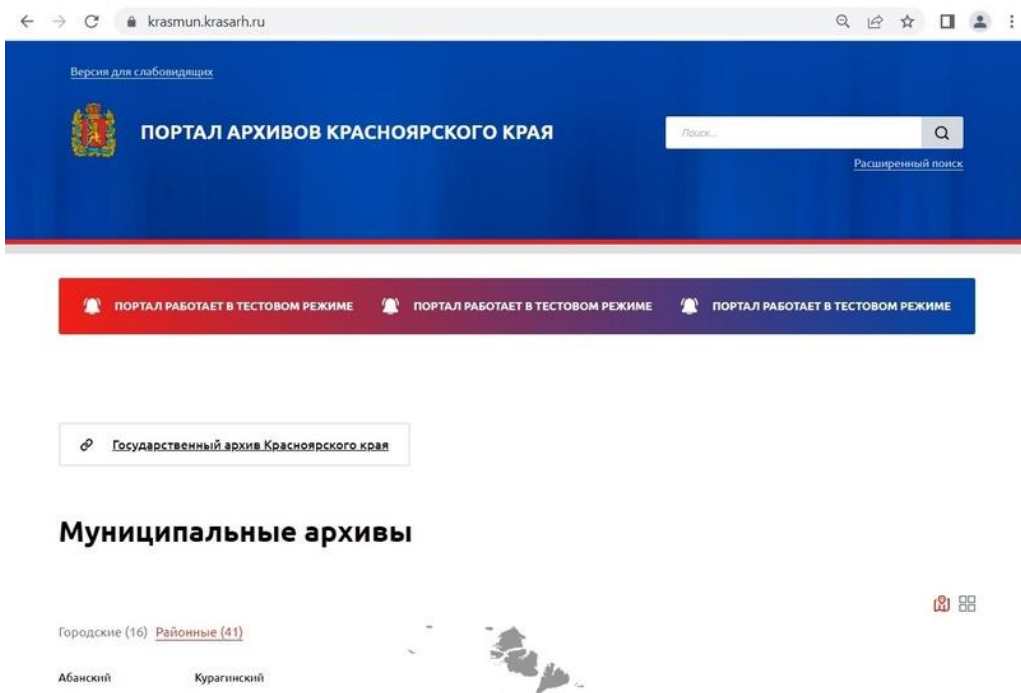 krasmun.krasarh.ru
Версия для слабовидящих
ПОРТАЛ АРХИВОВ КРАСНОЯРСКОГО КРАЯ
Поиск...
Расширенный поиск
ПОРТАЛ РАБОТАЕТ В ТЕСТОВОМ РЕЖИМЕ ПОРТАЛ РАБОТАЕТ В ТЕСТОВОМ РЕЖИМЕ ПОРТАЛ РАБОТАЕТ В ТЕСТОВОМ РЕЖИМЕ
Государственный архив Красноярского края
Муниципальные архивы
Городские (16) Районные (41)
Абанский Курагинский